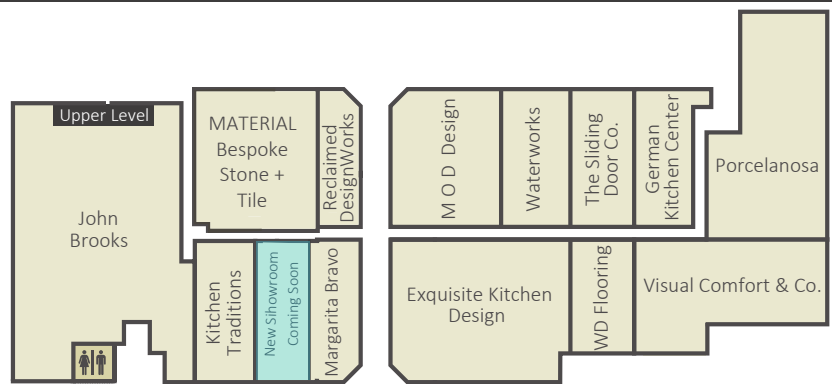 Upper Level
John
Brooks
MATERIAL
Bespoke
Stone +
Tile
Reclaimed
DesignWorks
M O D Design
Waterworks
The Sliding
Door Co.
German
Kitchen Center
Porcelanosa
Kitchen
Traditions
New Sihowroom
Coming Soon
Margarita Bravo
Exquisite Kitchen
Design
WD Flooring
Visual Comfort & Co.